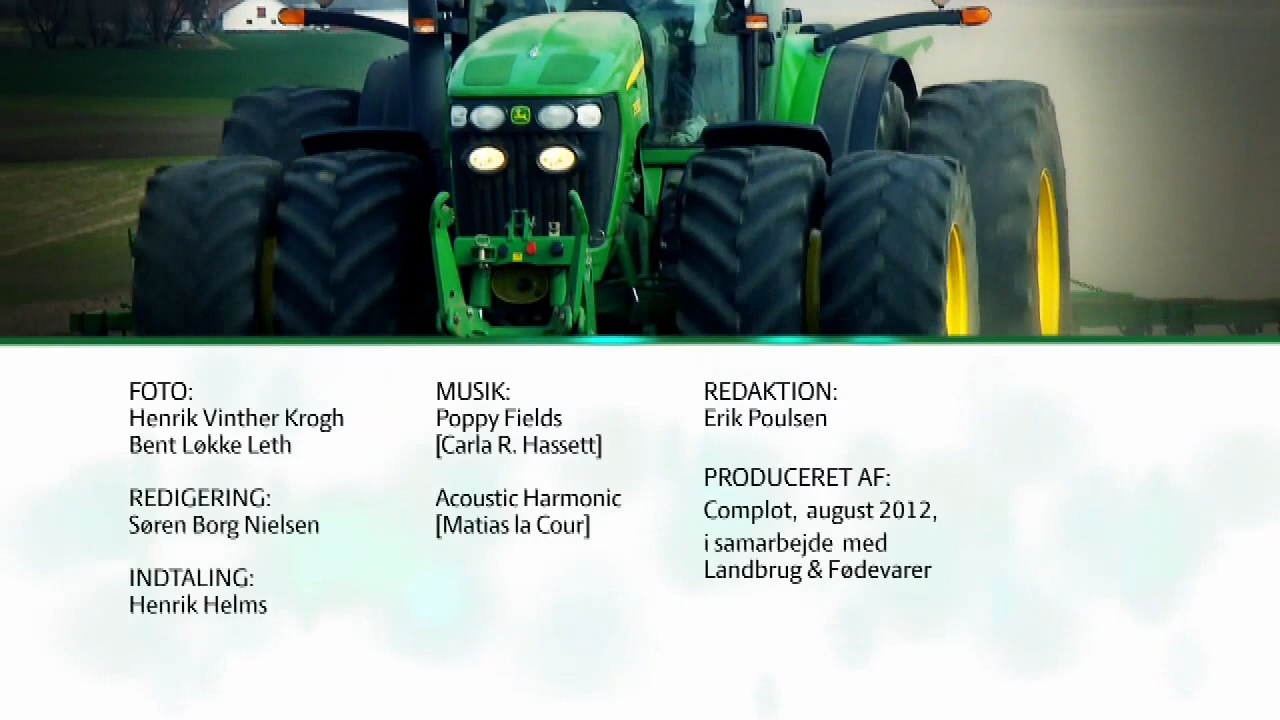 FOTO:
Henrik Vinther Krogh
Bent Løkke Leth
REDIGERING:
Søren Borg Nielsen
INDTALING:
Henrik Helms
MUSIK:
Poppy Fields
[Carla R. Hassett]
Acoustic Harmonic
[Matias la Cour]
REDAKTION:
Erik Poulsen
PRODUCERET AF:
Complot, august 2012,
i samarbejde med
Landbrug & Fødevarer